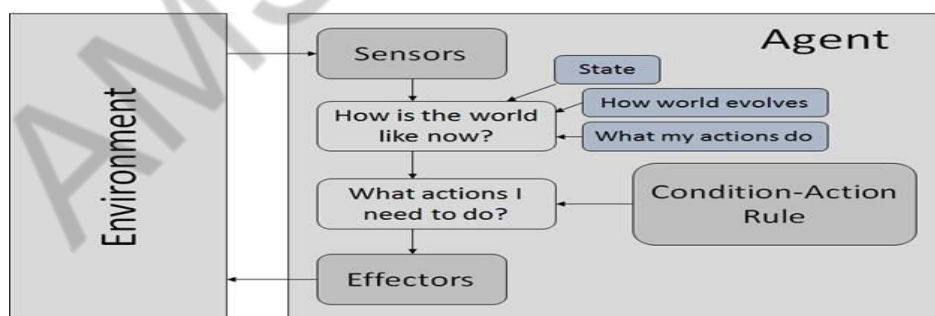 Agent
Sensors
State
How world evolves
What my actions do
How is the world
like now?
What actions I
need to do?
Condition-Action
Rule
Effectors
Environment